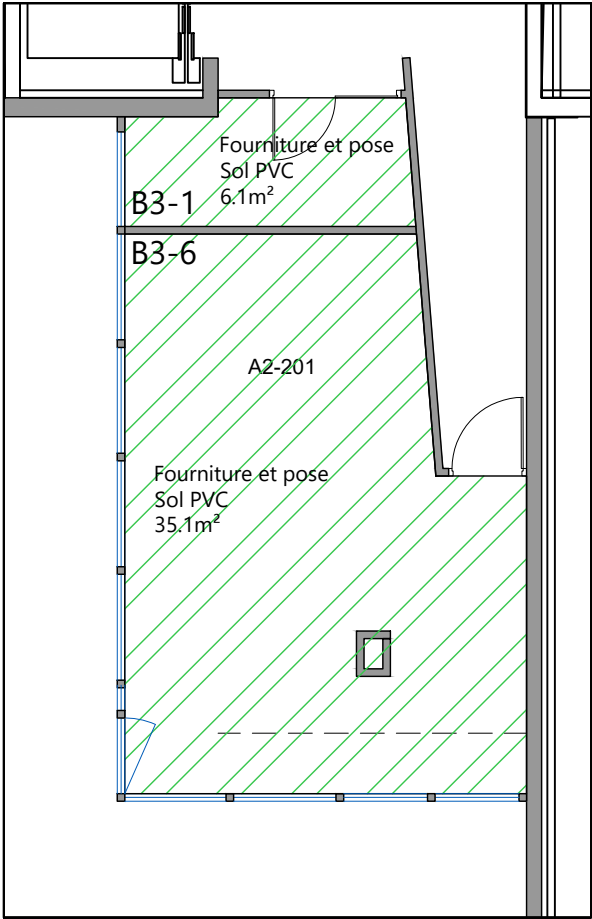 Fourniture et pose
Sol PVC
6.1m²
B3-1
B3-6
A2-201
Fourniture et pose
Sol PVC
35.1m²